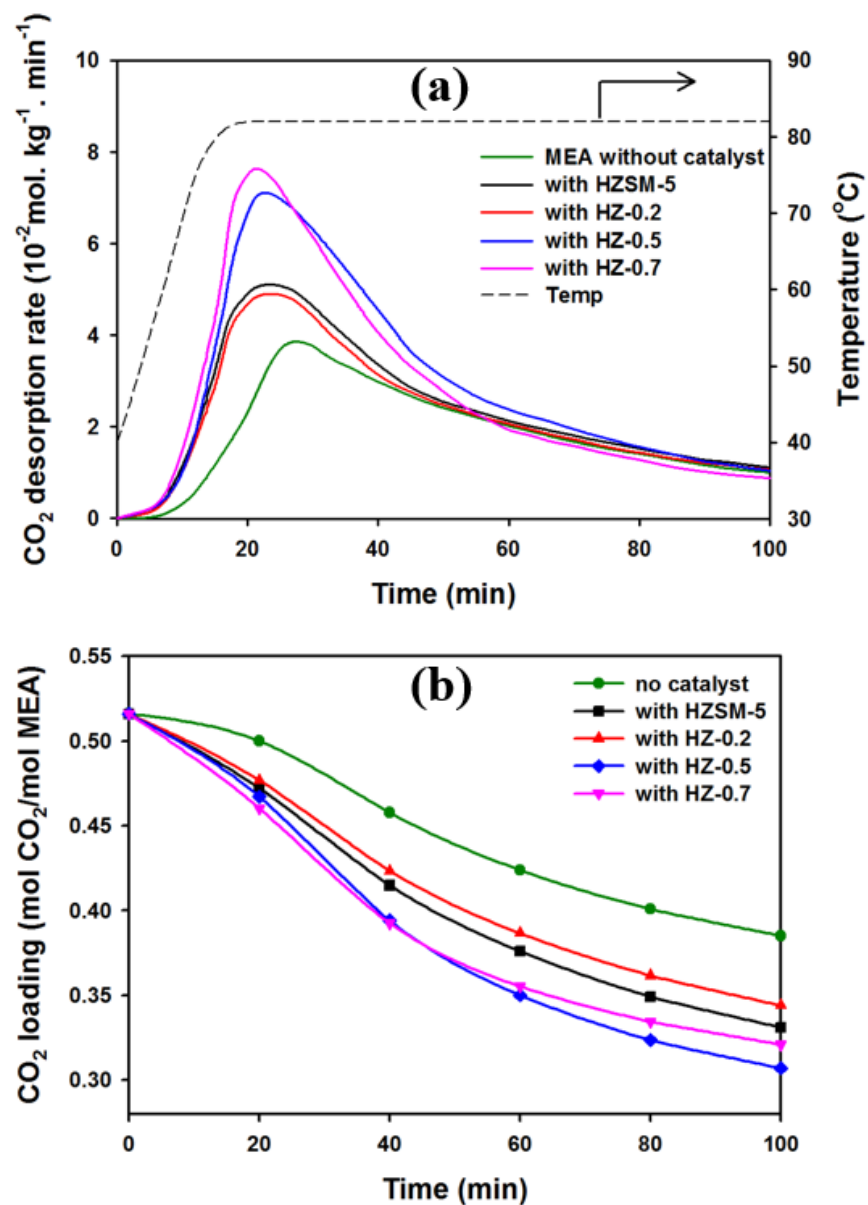 (a)
CO₂ desorption rate (10⁻²mol. kg⁻¹. min⁻¹)
10
8
6
4
2
0
90
80
70
60
50
40
30
Temperature (°C)
MEA without catalyst
with HZSM-5
with HZ-0.2
with HZ-0.5
with HZ-0.7
Temp
0 20 40 60 80 100
Time (min)
(b)
CO₂ loading (mol CO₂/mol MEA)
0.55
0.50
0.45
0.40
0.35
0.30
no catalyst
with HZSM-5
with HZ-0.2
with HZ-0.5
with HZ-0.7
0 20 40 60 80 100
Time (min)